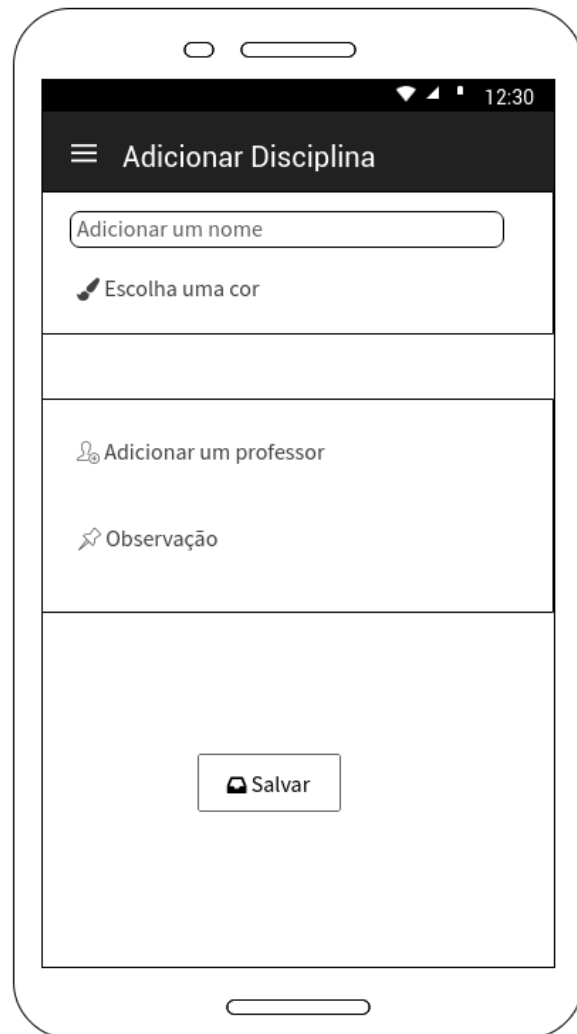 12:30
Adicionar Disciplina
Adicionar um nome
Escolha uma cor
Adicionar um professor
Observação
Salvar